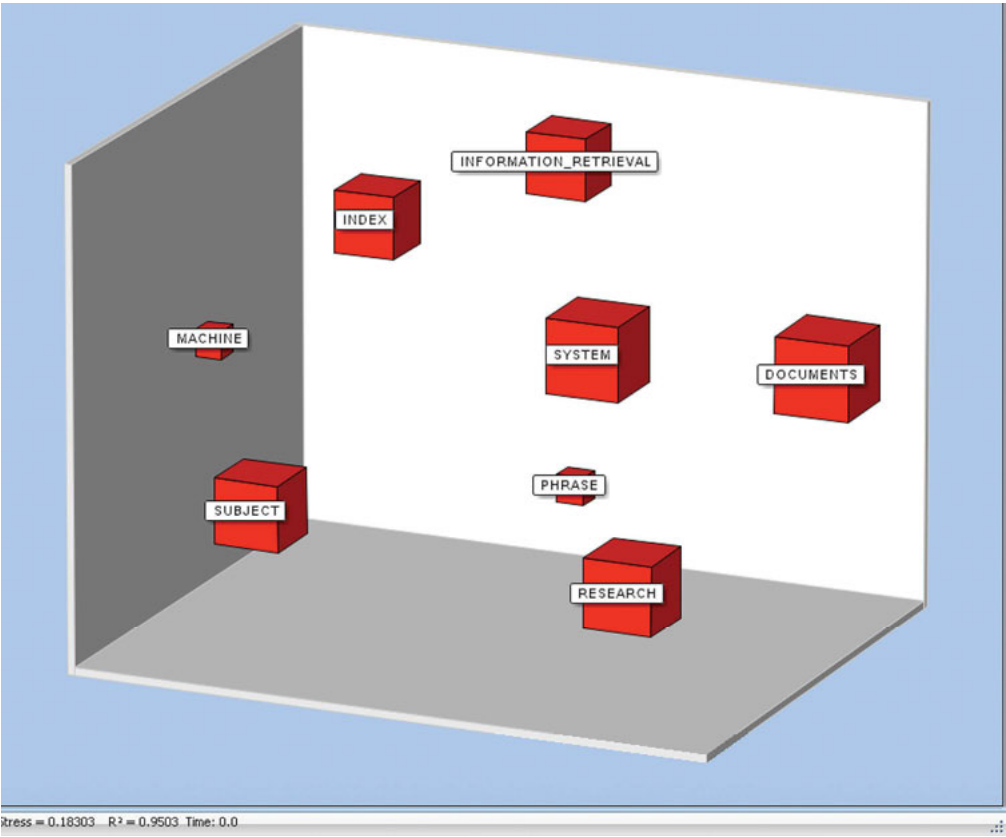 INFORMATION_RETRIEVAL
INDEX
MACHINE
SYSTEM
DOCUMENTS
PHRASE
SUBJECT
RESEARCH
tress = 0.18303 R² = 0.9503 Time: 0.0